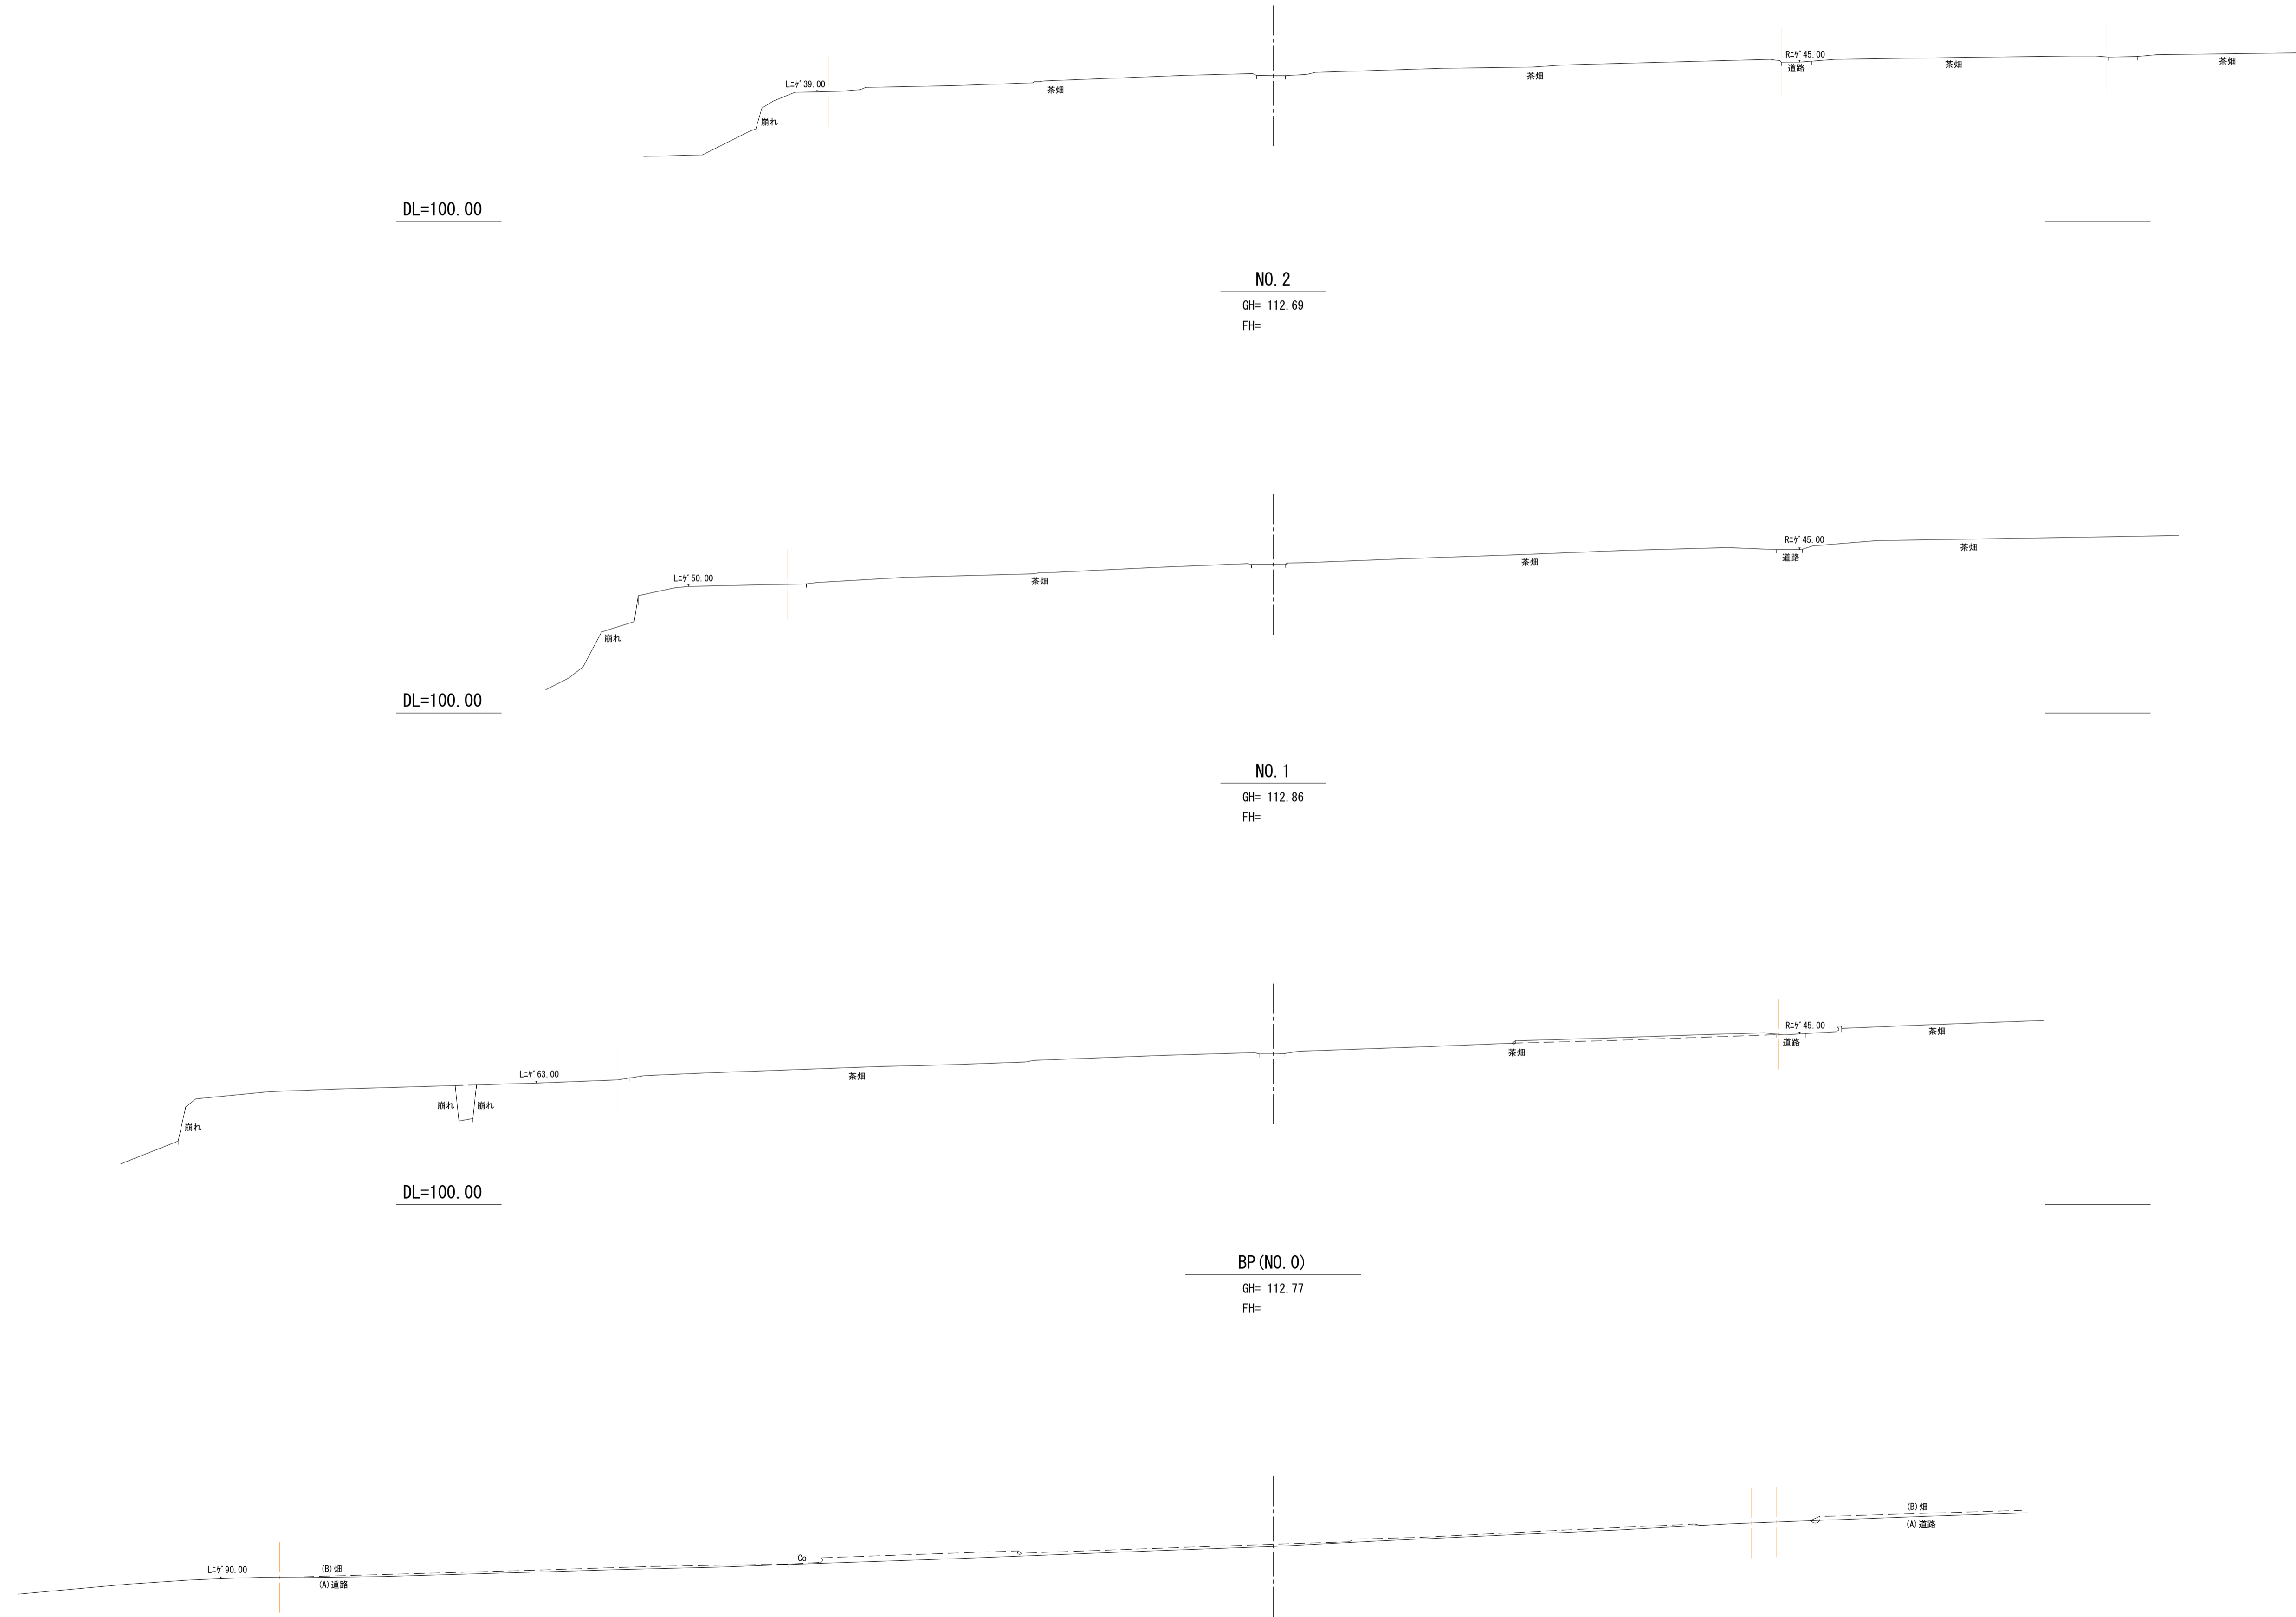 Lﾆｹﾞ39.00
Rﾆｹﾞ45.00
道路
茶畑
茶畑
茶畑
茶畑
崩れ
DL=100.00
NO.2
GH= 112.69
FH=
Lﾆｹﾞ50.00
Rﾆｹﾞ45.00
道路
茶畑
茶畑
茶畑
崩れ
DL=100.00
NO.1
GH= 112.86
FH=
Lﾆｹﾞ63.00
Rﾆｹﾞ45.00
茶畑
道路
茶畑
茶畑
崩れ
崩れ
崩れ
DL=100.00
BP(NO.0)
GH= 112.77
FH=
(B)畑
(A)道路
Co
Lﾆｹﾞ90.00
(B)畑
(A)道路